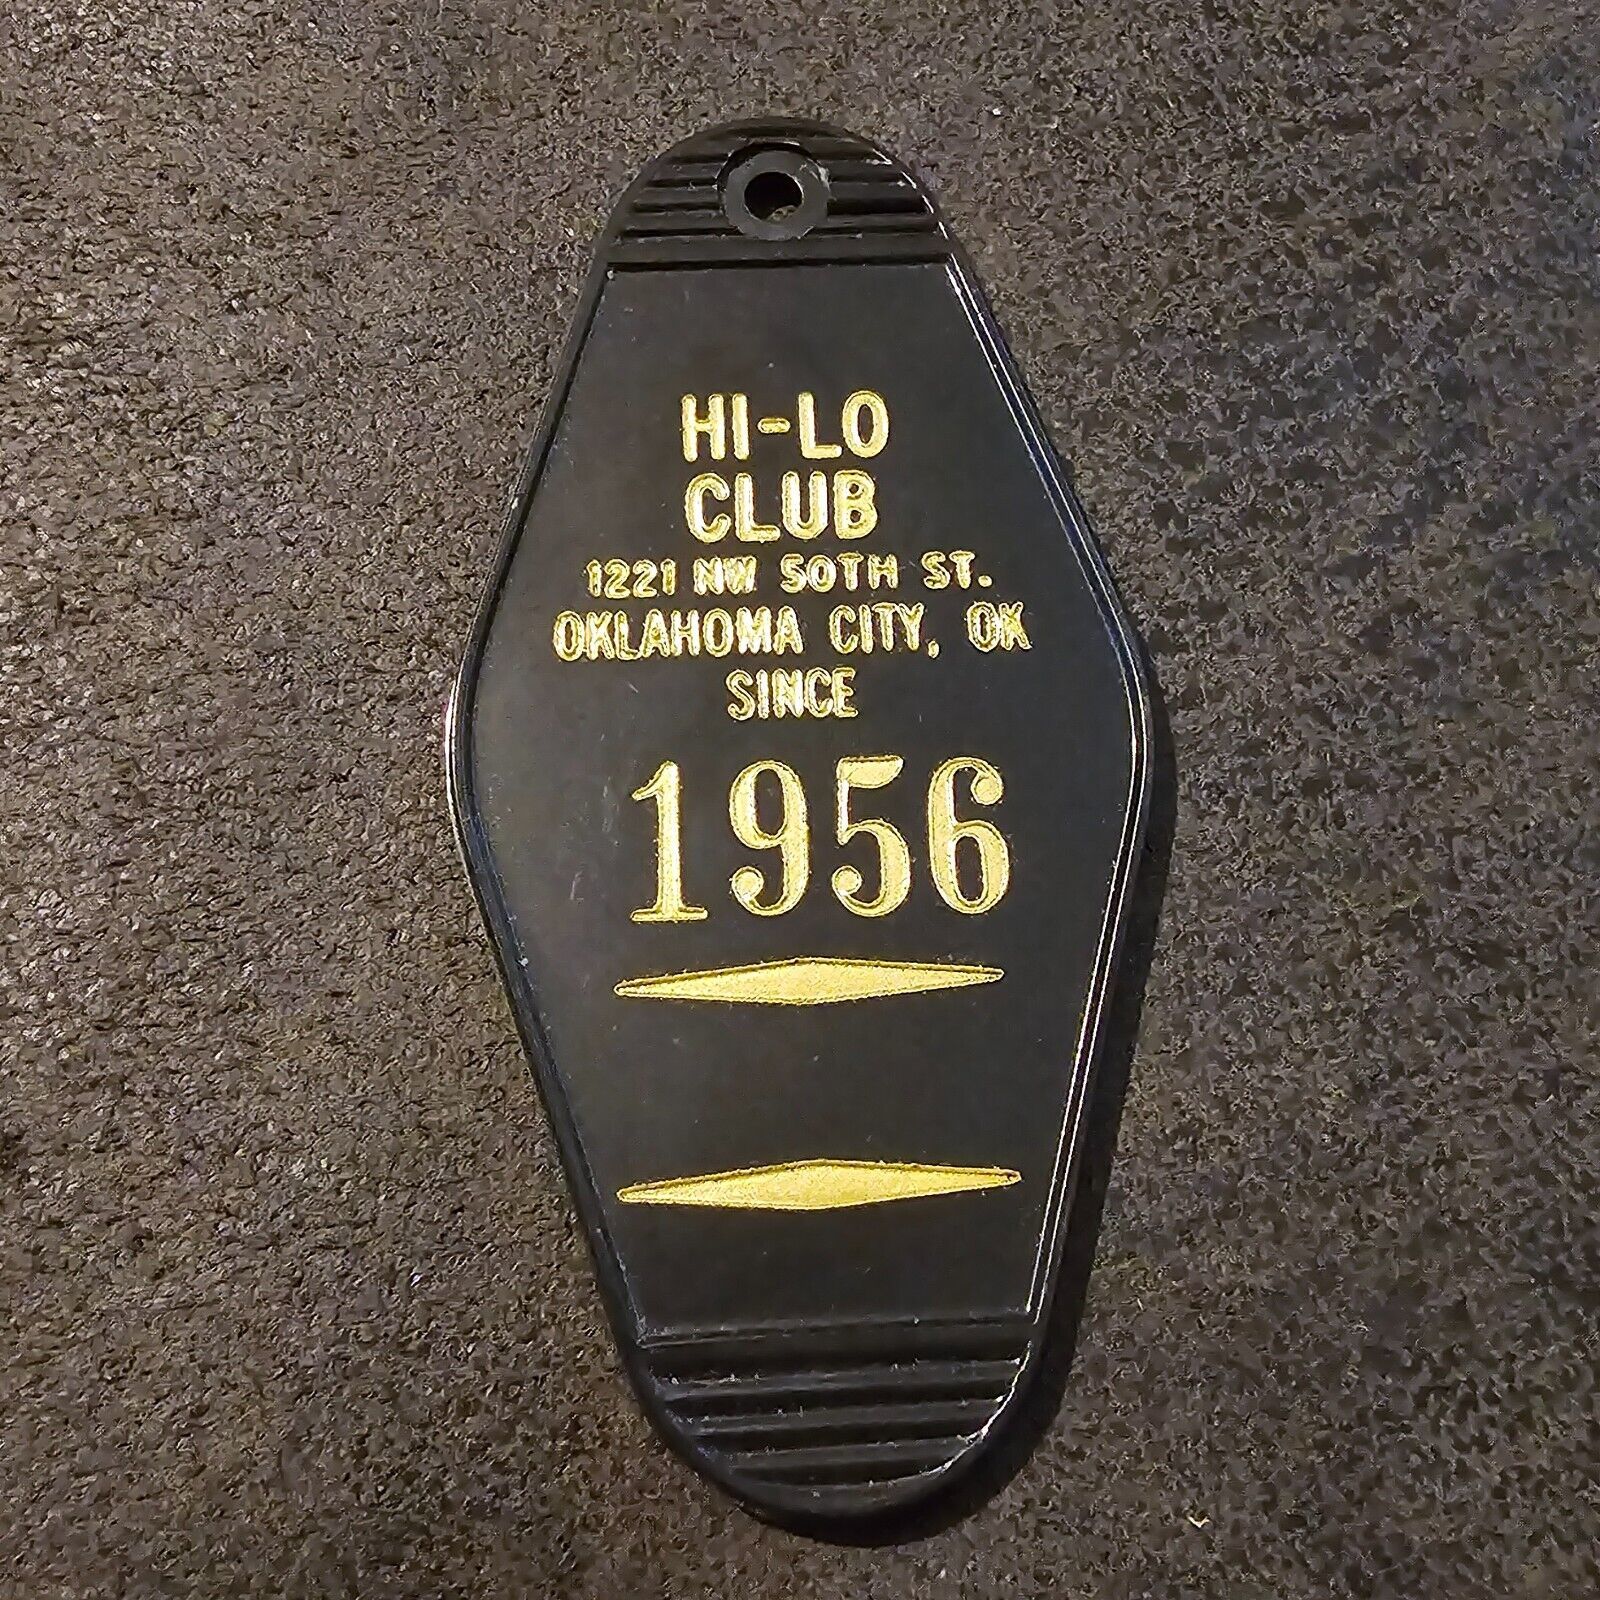 HI-LO
CLUB
1221 NW 50TH ST.
OKLAHOMA CITY, OK
SINCE
1956